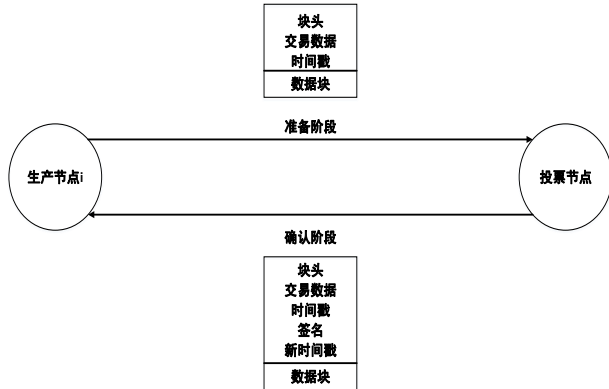 块头
交易数据
时间戳
数据块
准备阶段
生产节点i
投票节点
确认阶段
块头
交易数据
时间戳
签名
新时间戳
数据块